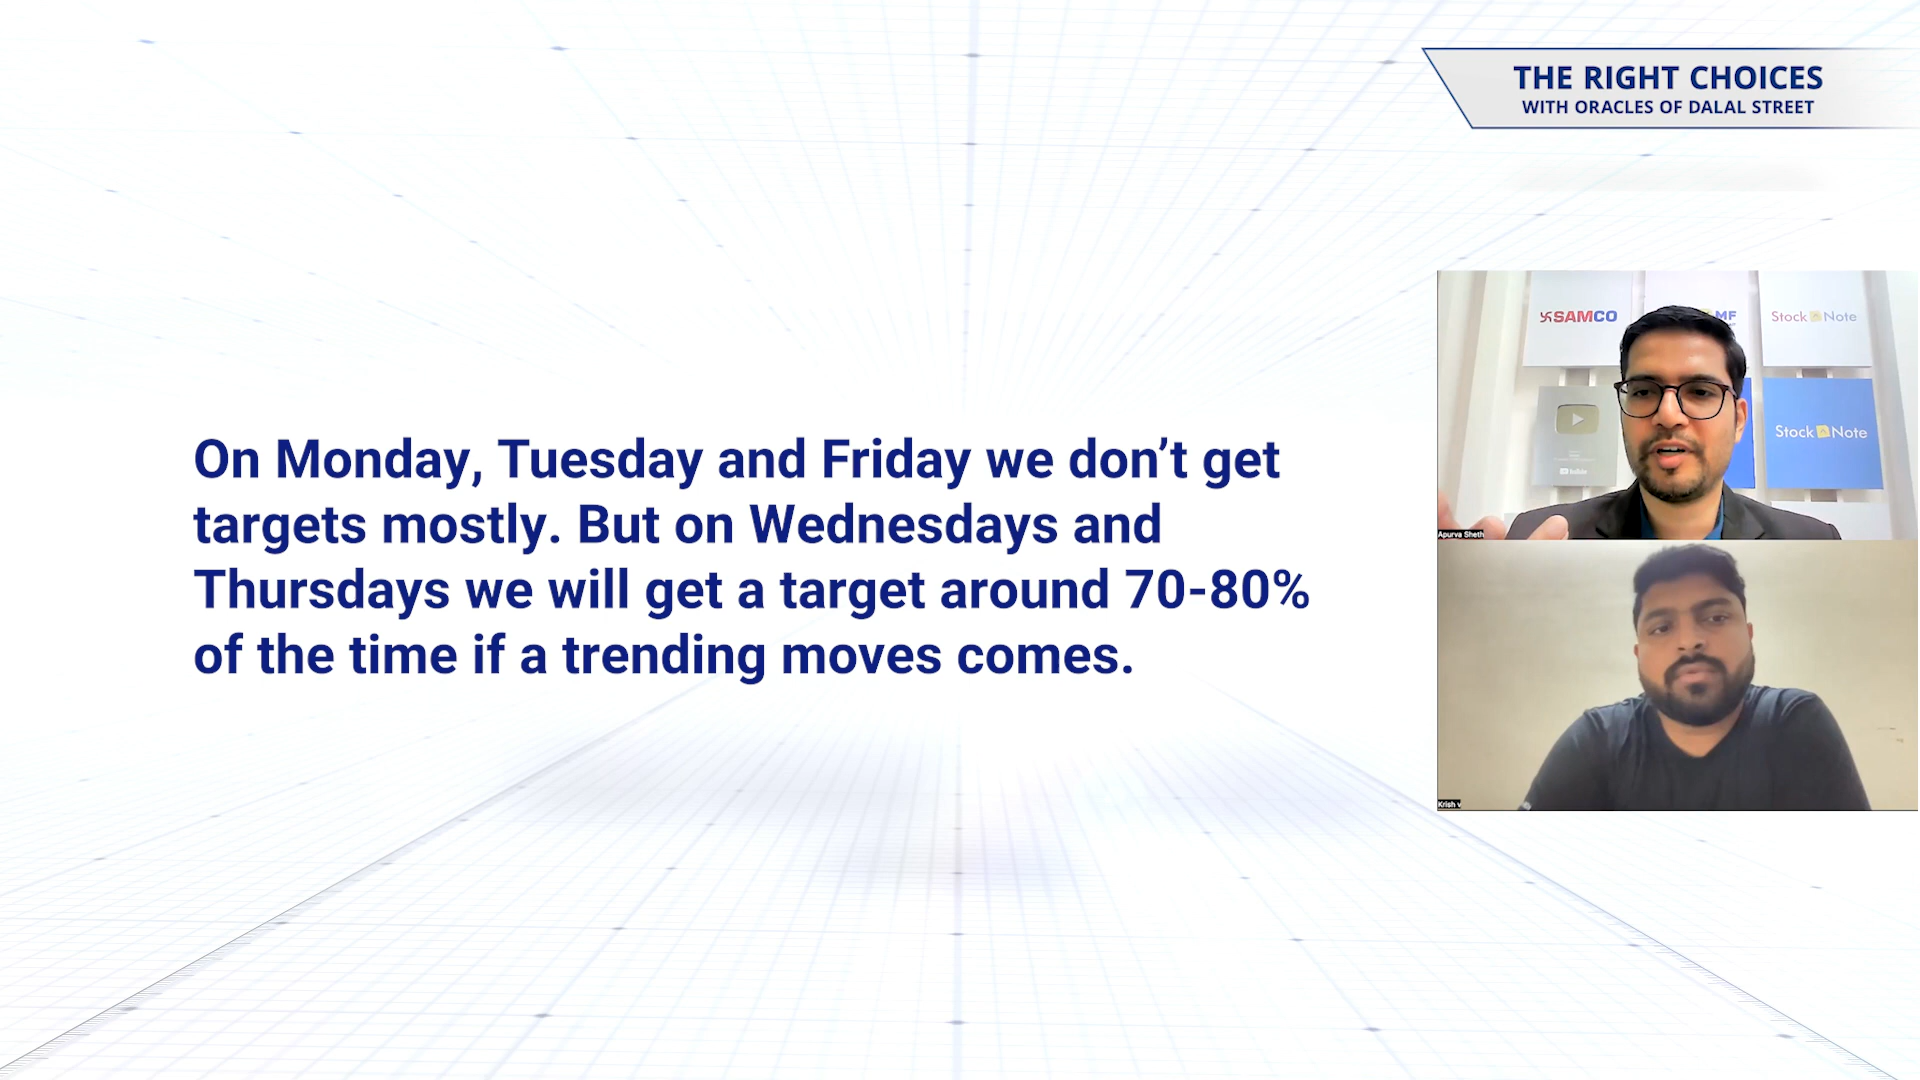 THE RIGHT CHOICES
WITH ORACLES OF DALAL STREET
SAMCO
MF
Stock Note
Stock Note
Apurva Sheth
On Monday, Tuesday and Friday we don’t get
targets mostly. But on Wednesdays and
Thursdays we will get a target around 70-80%
of the time if a trending moves comes.
Krish v